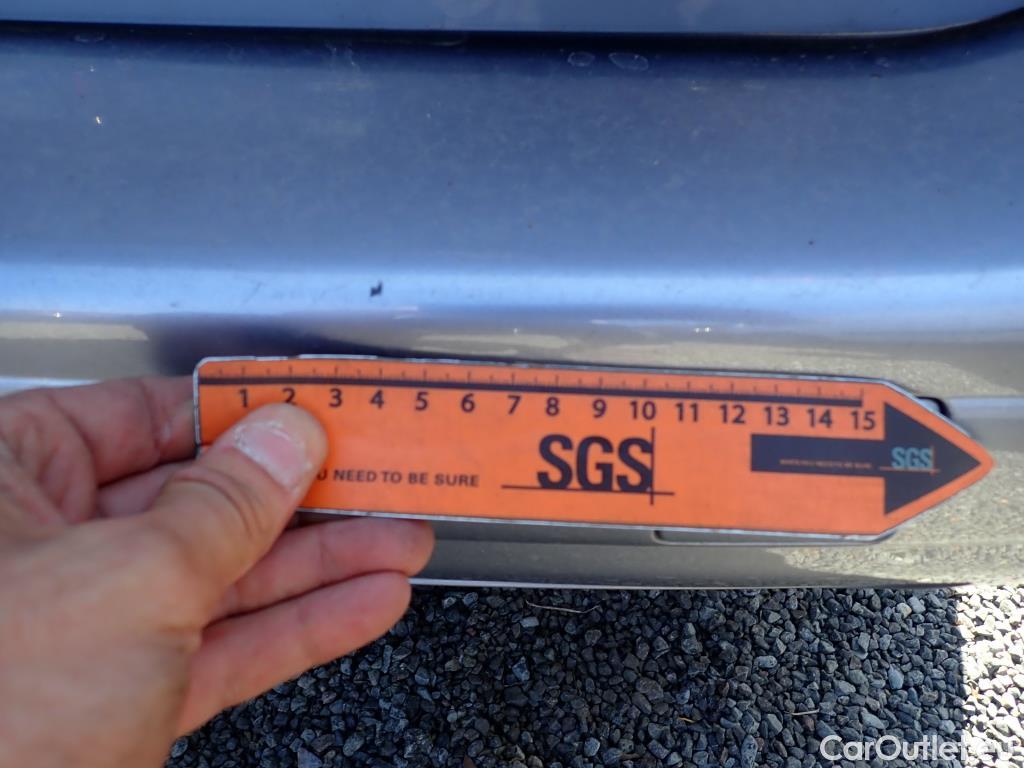 1 2 3 4 5 6 7 8 9 10 11 12 13 14 15
NEED TO BE SURE
SGS
SGS
CarOutlet.eu